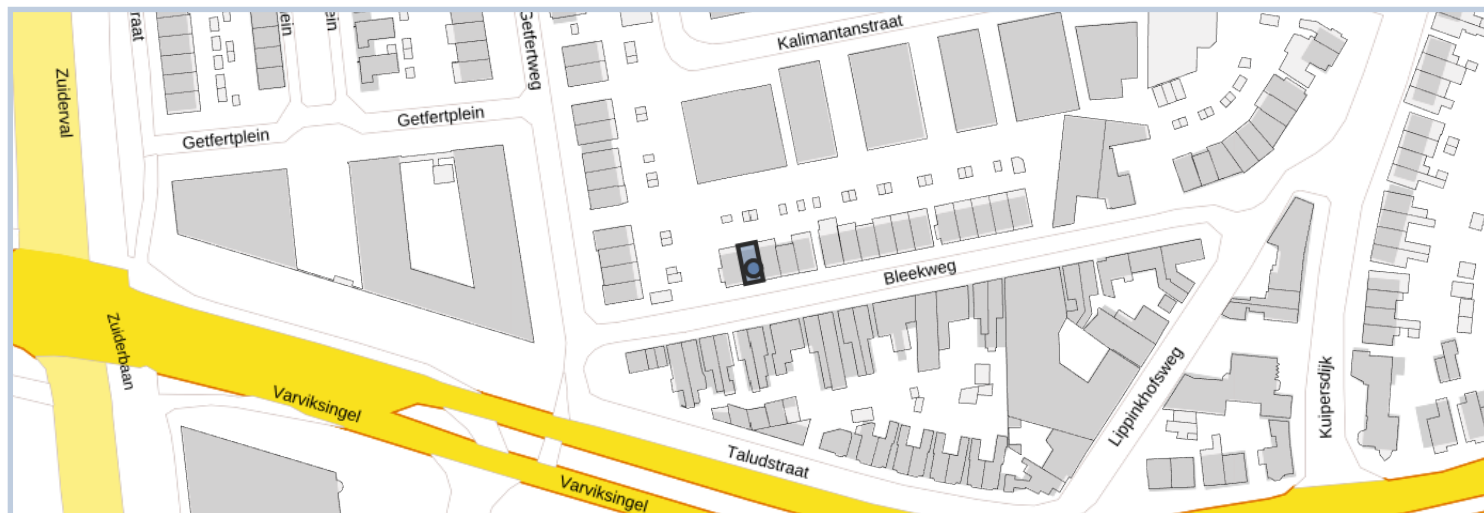 Kalimantanstraat
Getfertweg
Zuiderval
Getfertplein
Getfertplein
Bleekweg
Zuiderbaan
Varviksingel
Lippinkhofsweg
Kuipersdijk
Taludstraat
Varviksingel